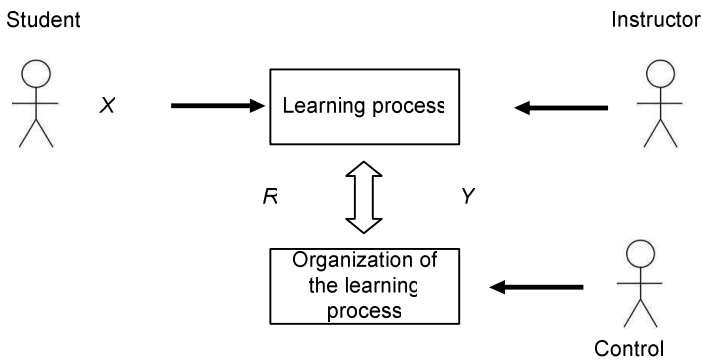 Student
Instructor
X
Learning process
R
Y
Organization of
the learning
process
Control